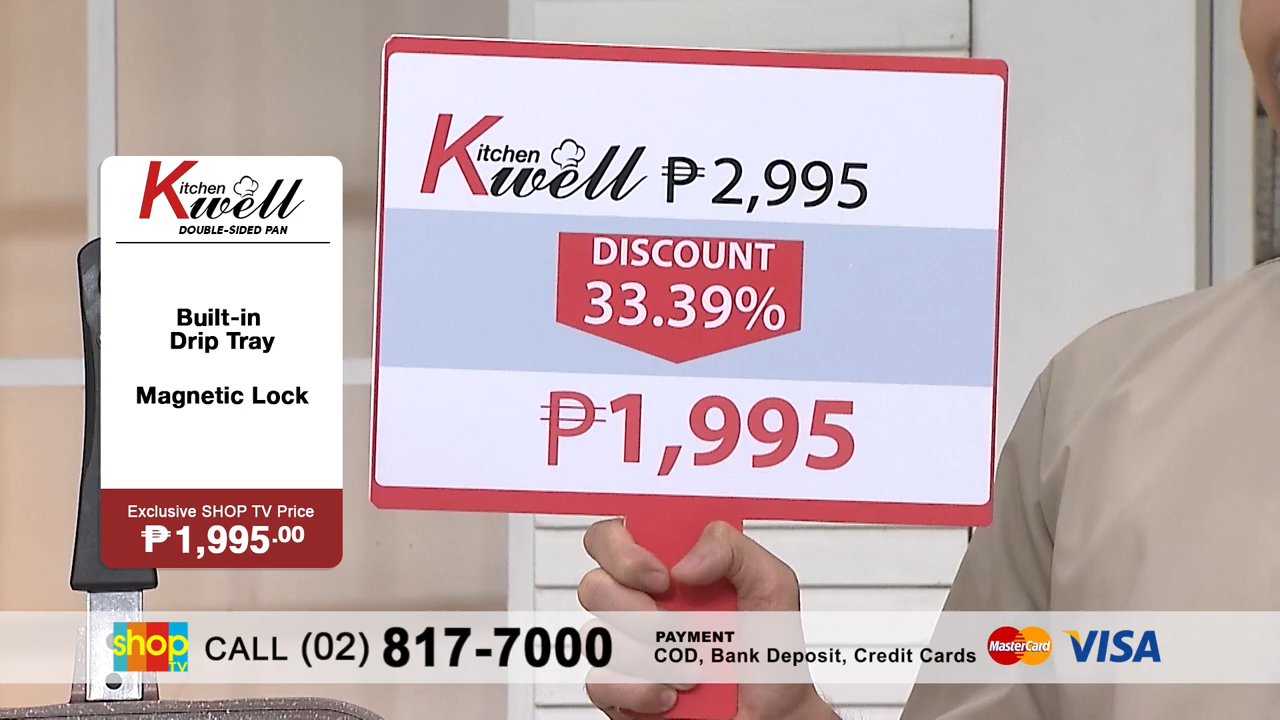 Kitchen Kwell
DOUBLE-SIDED PAN
Built-in
Drip Tray
Magnetic Lock
Exclusive SHOP TV Price
₱1,995.00
Kitchen Kwell ₱2,995
DISCOUNT
33.39%
₱1,995
shop TV
CALL (02) 817-7000
PAYMENT
COD, Bank Deposit, Credit Cards
MasterCard VISA